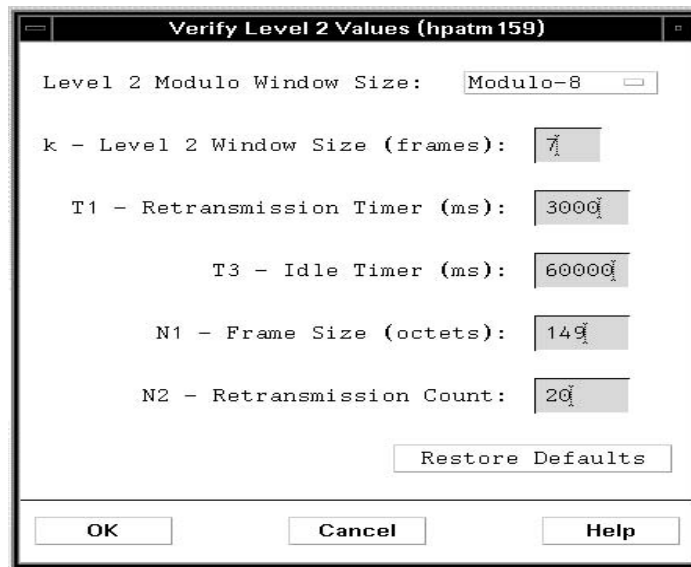 Verify Level 2 Values (hpatm159)
Level 2 Modulo Window Size: Modulo-8
k - Level 2 Window Size (frames): 7
T1 - Retransmission Timer (ms): 3000
T3 - Idle Timer (ms): 60000
N1 - Frame Size (octets): 149
N2 - Retransmission Count: 20
Restore Defaults
OK Cancel Help